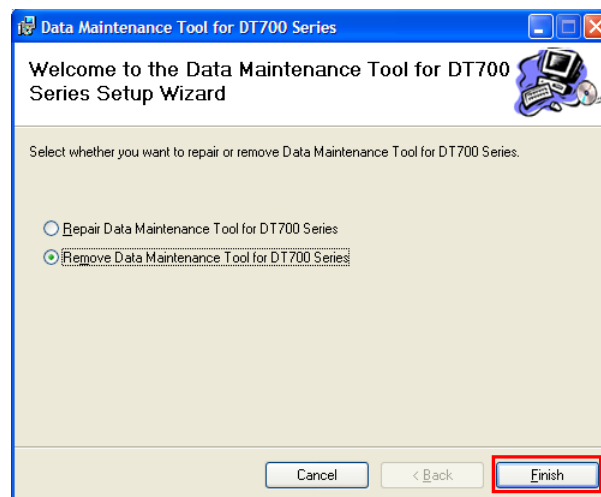 Data Maintenance Tool for DT700 Series
Welcome to the Data Maintenance Tool for DT700
Series Setup Wizard
Select whether you want to repair or remove Data Maintenance Tool for DT700 Series.
Repair Data Maintenance Tool for DT700 Series
Remove Data Maintenance Tool for DT700 Series
Cancel
< Back
Finish